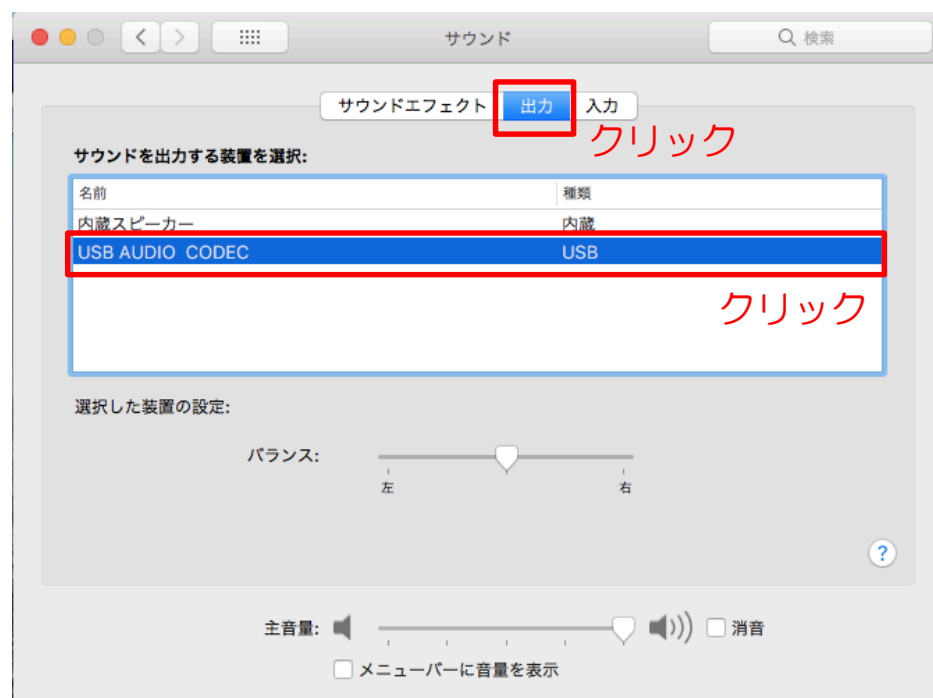 サウンド
検索
サウンドエフェクト 出力 入力
クリック
サウンドを出力する装置を選択:
名前 種類
内蔵スピーカー 内蔵
USB AUDIO  CODEC USB
クリック
選択した装置の設定:
バランス:
左 右
?
主音量: 消音
メニューバーに音量を表示